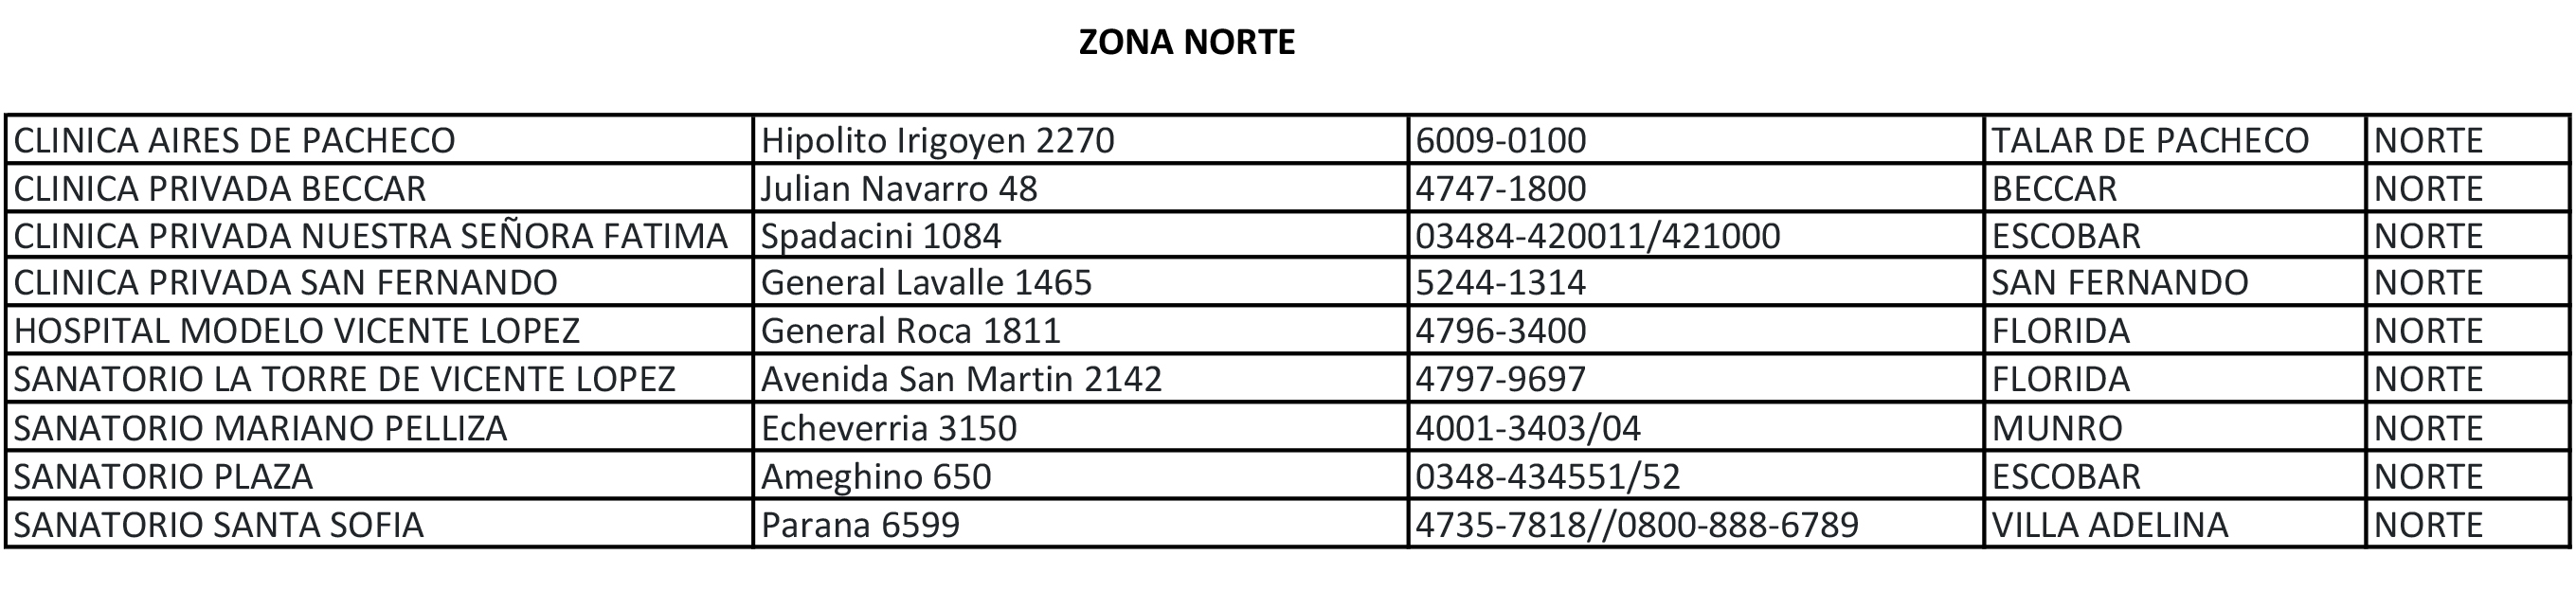 ZONA NORTE
CLINICA AIRES DE PACHECO Hipolito Irigoyen 2270 6009-0100 TALAR DE PACHECO NORTE
CLINICA PRIVADA BECCAR Julian Navarro 48 4747-1800 BECCAR NORTE
CLINICA PRIVADA NUESTRA SEÑORA FATIMA Spadacini 1084 03484-420011/421000 ESCOBAR NORTE
CLINICA PRIVADA SAN FERNANDO General Lavalle 1465 5244-1314 SAN FERNANDO NORTE
HOSPITAL MODELO VICENTE LOPEZ General Roca 1811 4796-3400 FLORIDA NORTE
SANATORIO LA TORRE DE VICENTE LOPEZ Avenida San Martin 2142 4797-9697 FLORIDA NORTE
SANATORIO MARIANO PELLIZA Echeverria 3150 4001-3403/04 MUNRO NORTE
SANATORIO PLAZA Ameghino 650 0348-434551/52 ESCOBAR NORTE
SANATORIO SANTA SOFIA Parana 6599 4735-7818//0800-888-6789 VILLA ADELINA NORTE